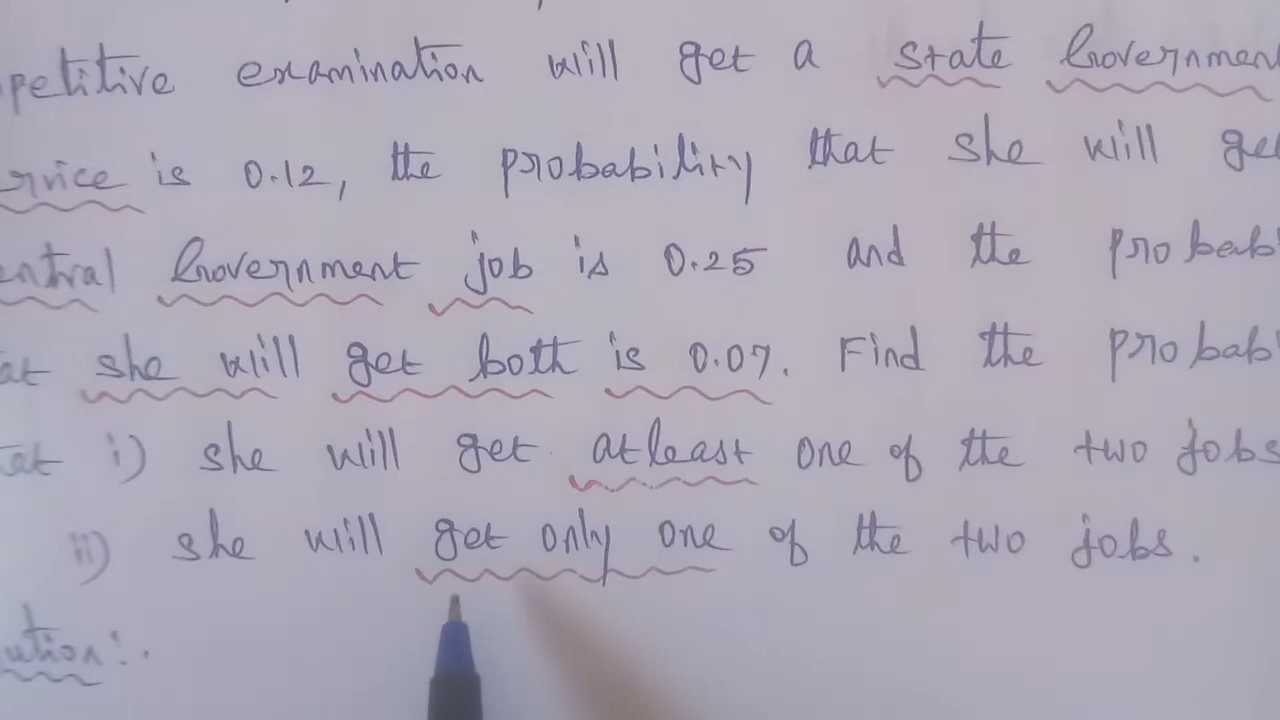 petitive examination will get a state Government
ervice is 0.12, the probability that she will ge
entral Government job is 0.25 and the probab
at she will get both is 0.07. Find the probab
at i) she will get atleast one of the two jobs
ii) she will get only one of the two jobs.
ution:.